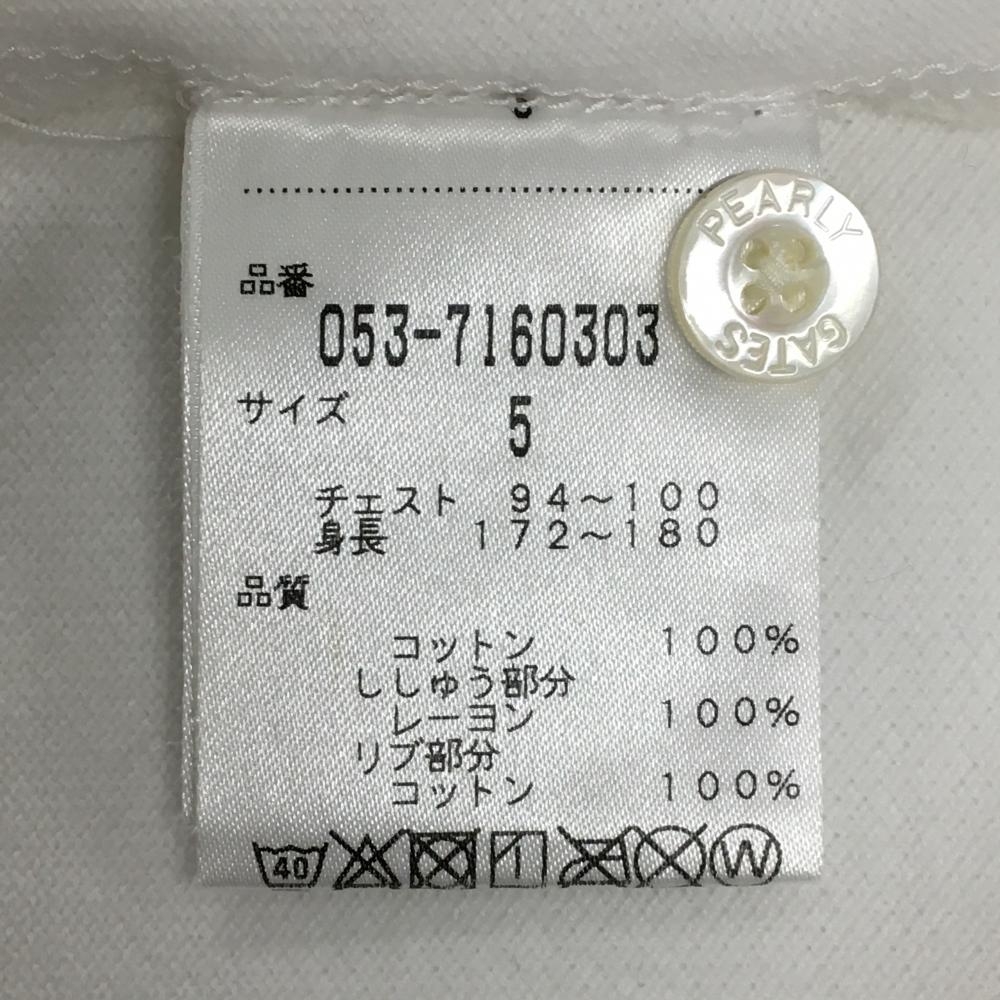 PEARLY
GATES
品番
053-7160303
サイズ
5
チェスト 94～100
身長 172～180
品質
コットン 100%
ししゅう部分
レーヨン 100%
リブ部分
コットン 100%
40
W